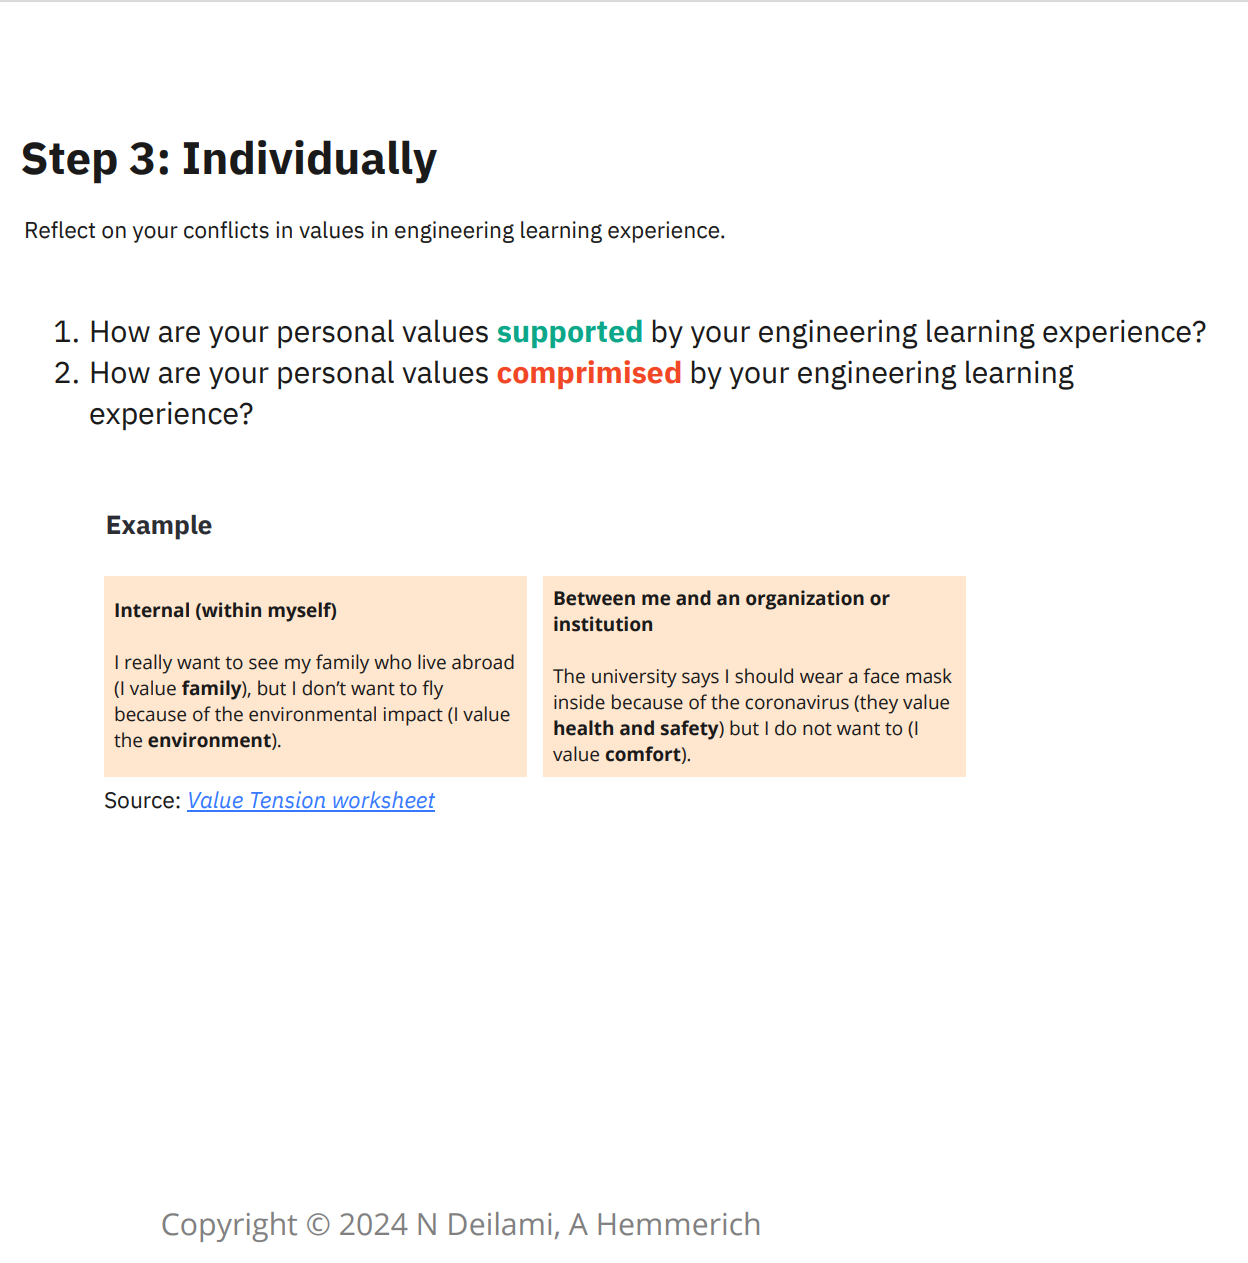 Step 3: Individually
Reflect on your conflicts in values in engineering learning experience.
1. How are your personal values supported by your engineering learning experience?
2. How are your personal values comprimised by your engineering learning
experience?
Example
Internal (within myself)
I really want to see my family who live abroad
(I value family), but I don’t want to fly
because of the environmental impact (I value
the environment).
Between me and an organization or
institution
The university says I should wear a face mask
inside because of the coronavirus (they value
health and safety) but I do not want to (I
value comfort).
Source: Value Tension worksheet
Copyright © 2024 N Deilami, A Hemmerich